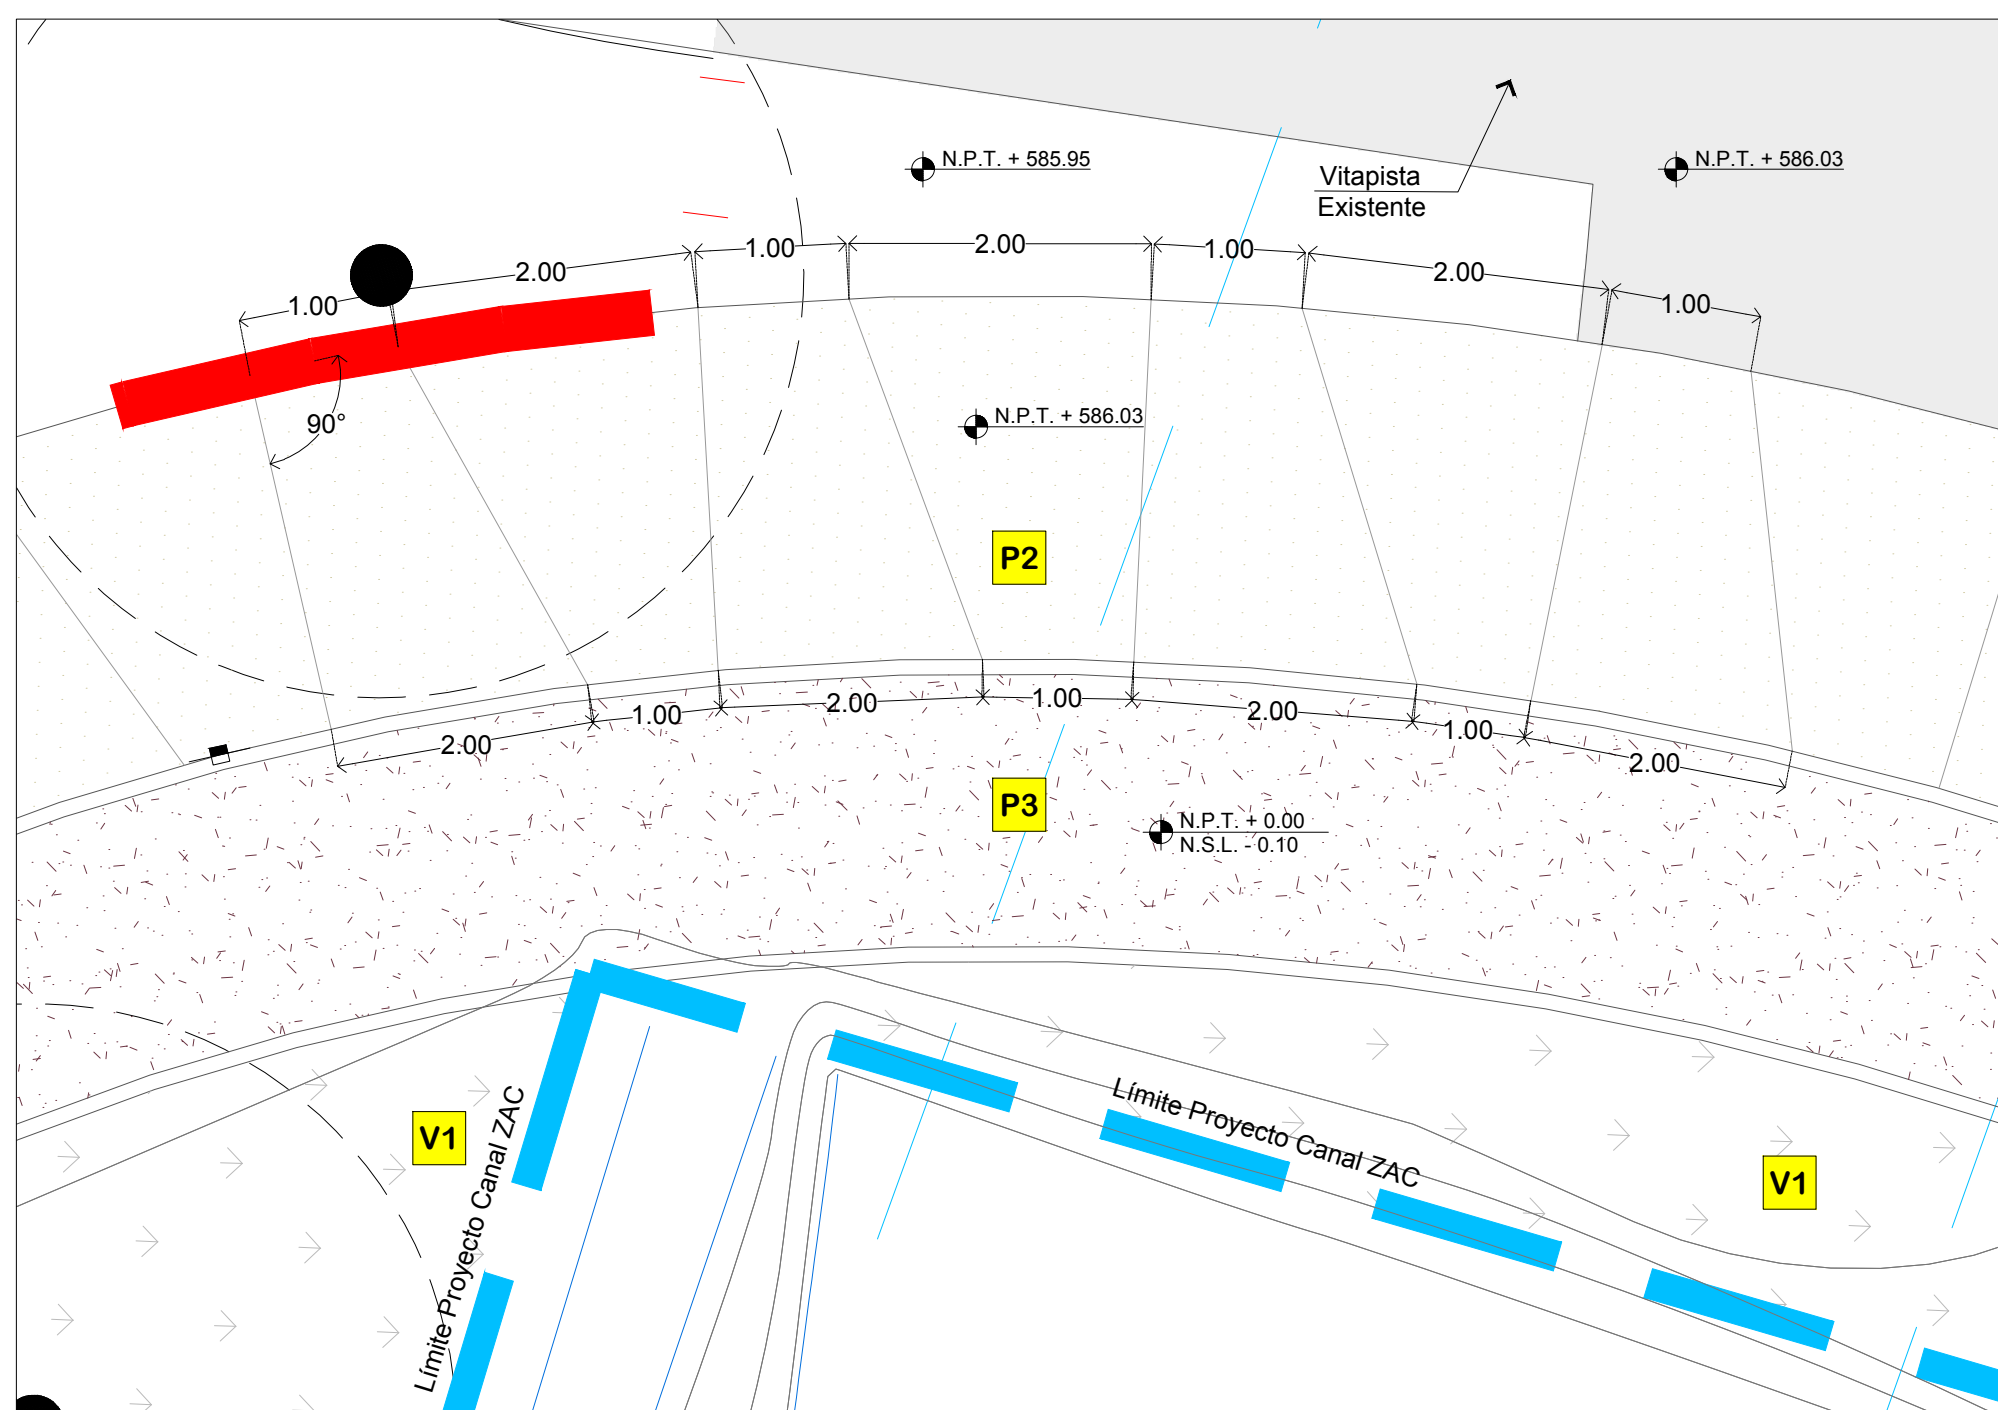 N.P.T. + 585.95
N.P.T. + 586.03
Vitapista
Existente
1.00
2.00
1.00
2.00
1.00
2.00
1.00
90°
N.P.T. + 586.03
P2
2.00
1.00
2.00
1.00
2.00
1.00
2.00
P3
N.P.T. + 0.00
N.S.L. - 0.10
V1
Límite Proyecto Canal ZAC
Límite Proyecto Canal ZAC
V1